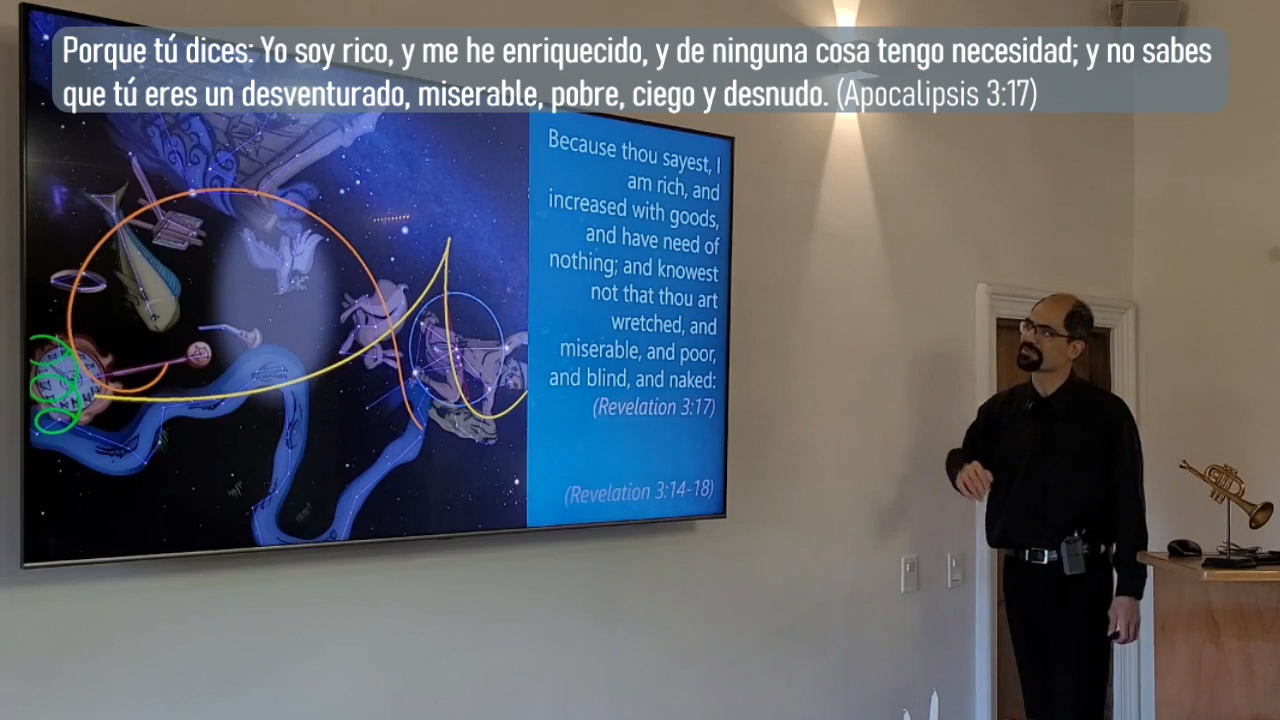 Porque tú dices: Yo soy rico, y me he enriquecido, y de ninguna cosa tengo necesidad; y no sabes
que tú eres un desventurado, miserable, pobre, ciego y desnudo. (Apocalipsis 3:17)
Because thou sayest, I
am rich, and
increased with goods,
and have need of
nothing; and knowest
not that thou art
wretched, and
miserable, and poor,
and blind, and naked:
(Revelation 3:17)
(Revelation 3:14-18)